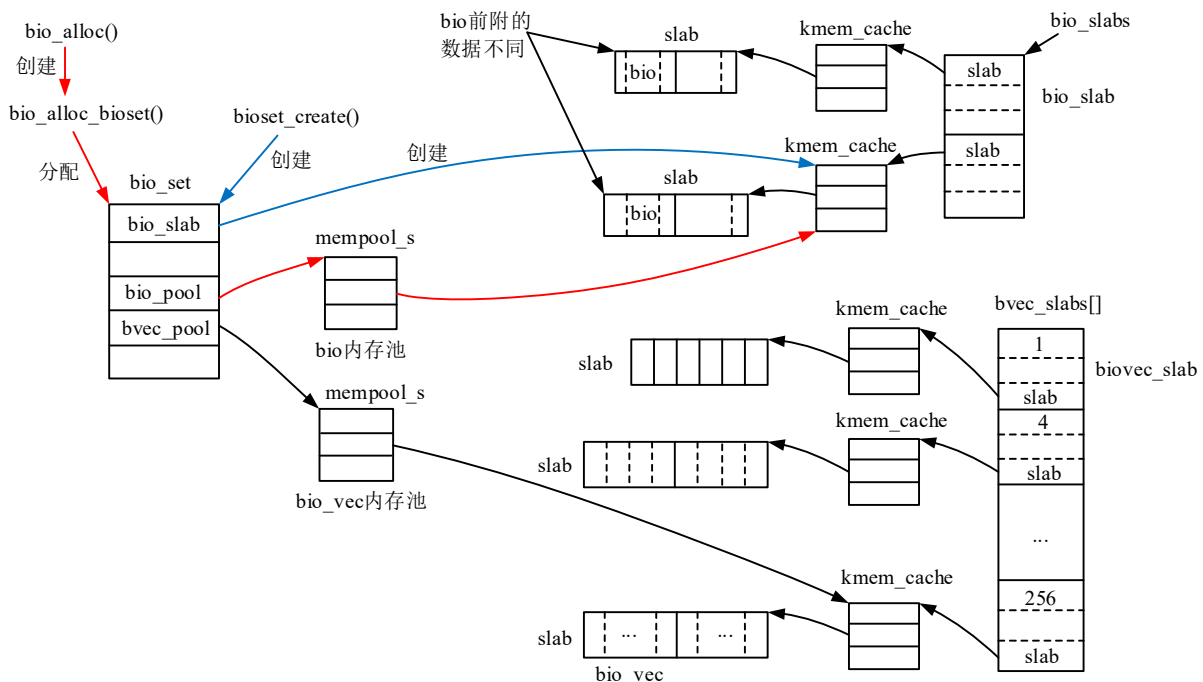 bio_alloc()
创建
bio_alloc_bioset()
分配
bioset_create()
创建
bio_set
bio_slab
bio_pool
bvec_pool
创建
mempool_s
bio内存池
mempool_s
bio_vec内存池
bio前附的
数据不同
slab
bio
kmem_cache
bio_slabs
slab
bio_slab
slab
kmem_cache
slab
bio
bvec_slabs[]
kmem_cache
1
biovec_slab
slab
slab
kmem_cache
4
slab
slab
...
kmem_cache
256
slab
slab
... ...
bio_vec